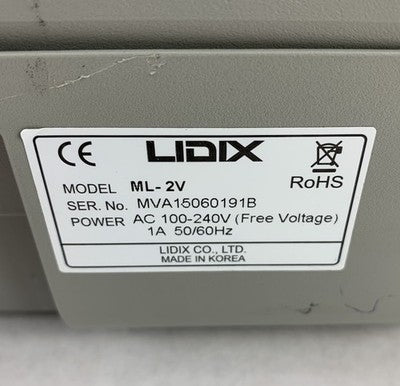 CE LIDIX
MODEL ML-2V RoHS
SER. No. MVA15060191B
POWER AC 100-240V (Free Voltage)
1A 50/60Hz
LIDIX CO., LTD.
MADE IN KOREA